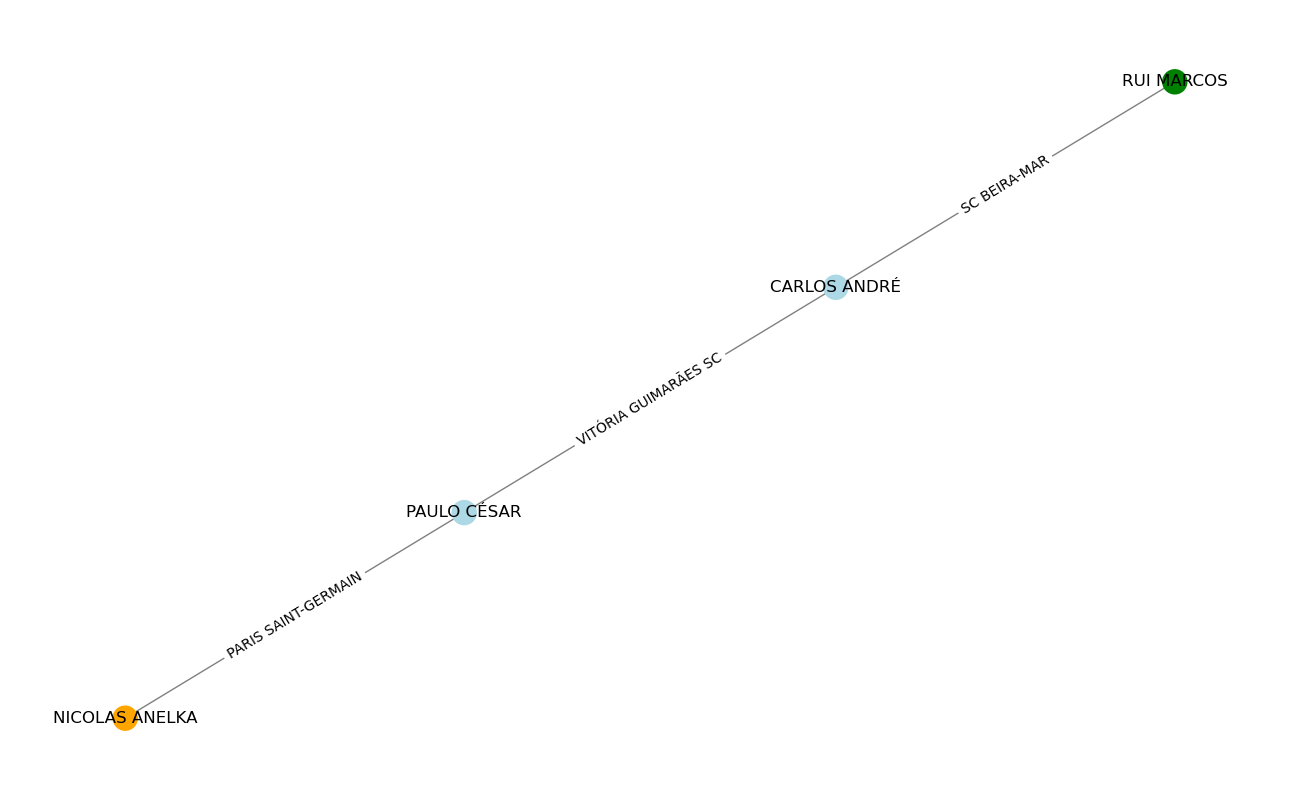 RUI MARCOS
SC BEIRA-MAR
CARLOS ANDRÉ
VITÓRIA GUIMARÃES SC
PAULO CÉSAR
PARIS SAINT-GERMAIN
NICOLAS ANELKA